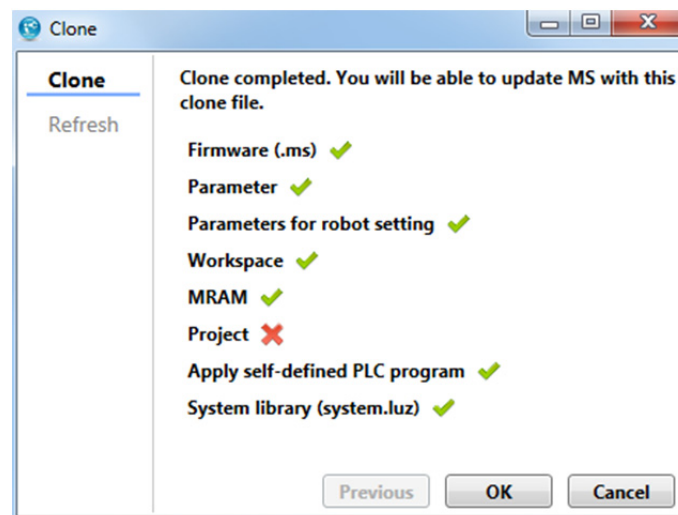 Clone
Clone
Refresh
Clone completed. You will be able to update MS with this
clone file.
Firmware (.ms)
Parameter
Parameters for robot setting
Workspace
MRAM
Project
Apply self-defined PLC program
System library (system.luz)
Previous
OK
Cancel